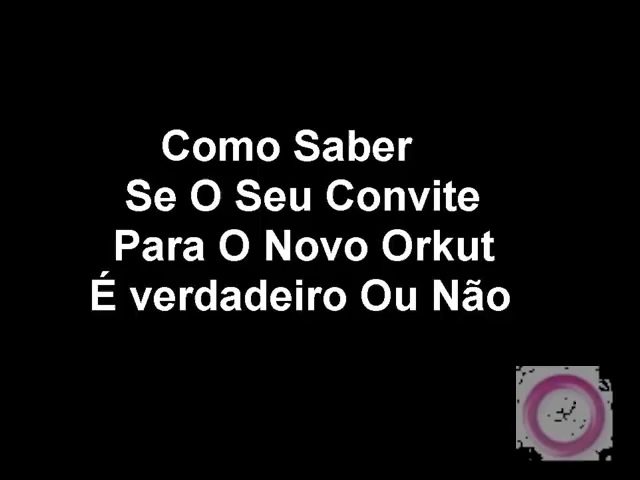 Como Saber
Se O Seu Convite
Para O Novo Orkut
É verdadeiro Ou Não